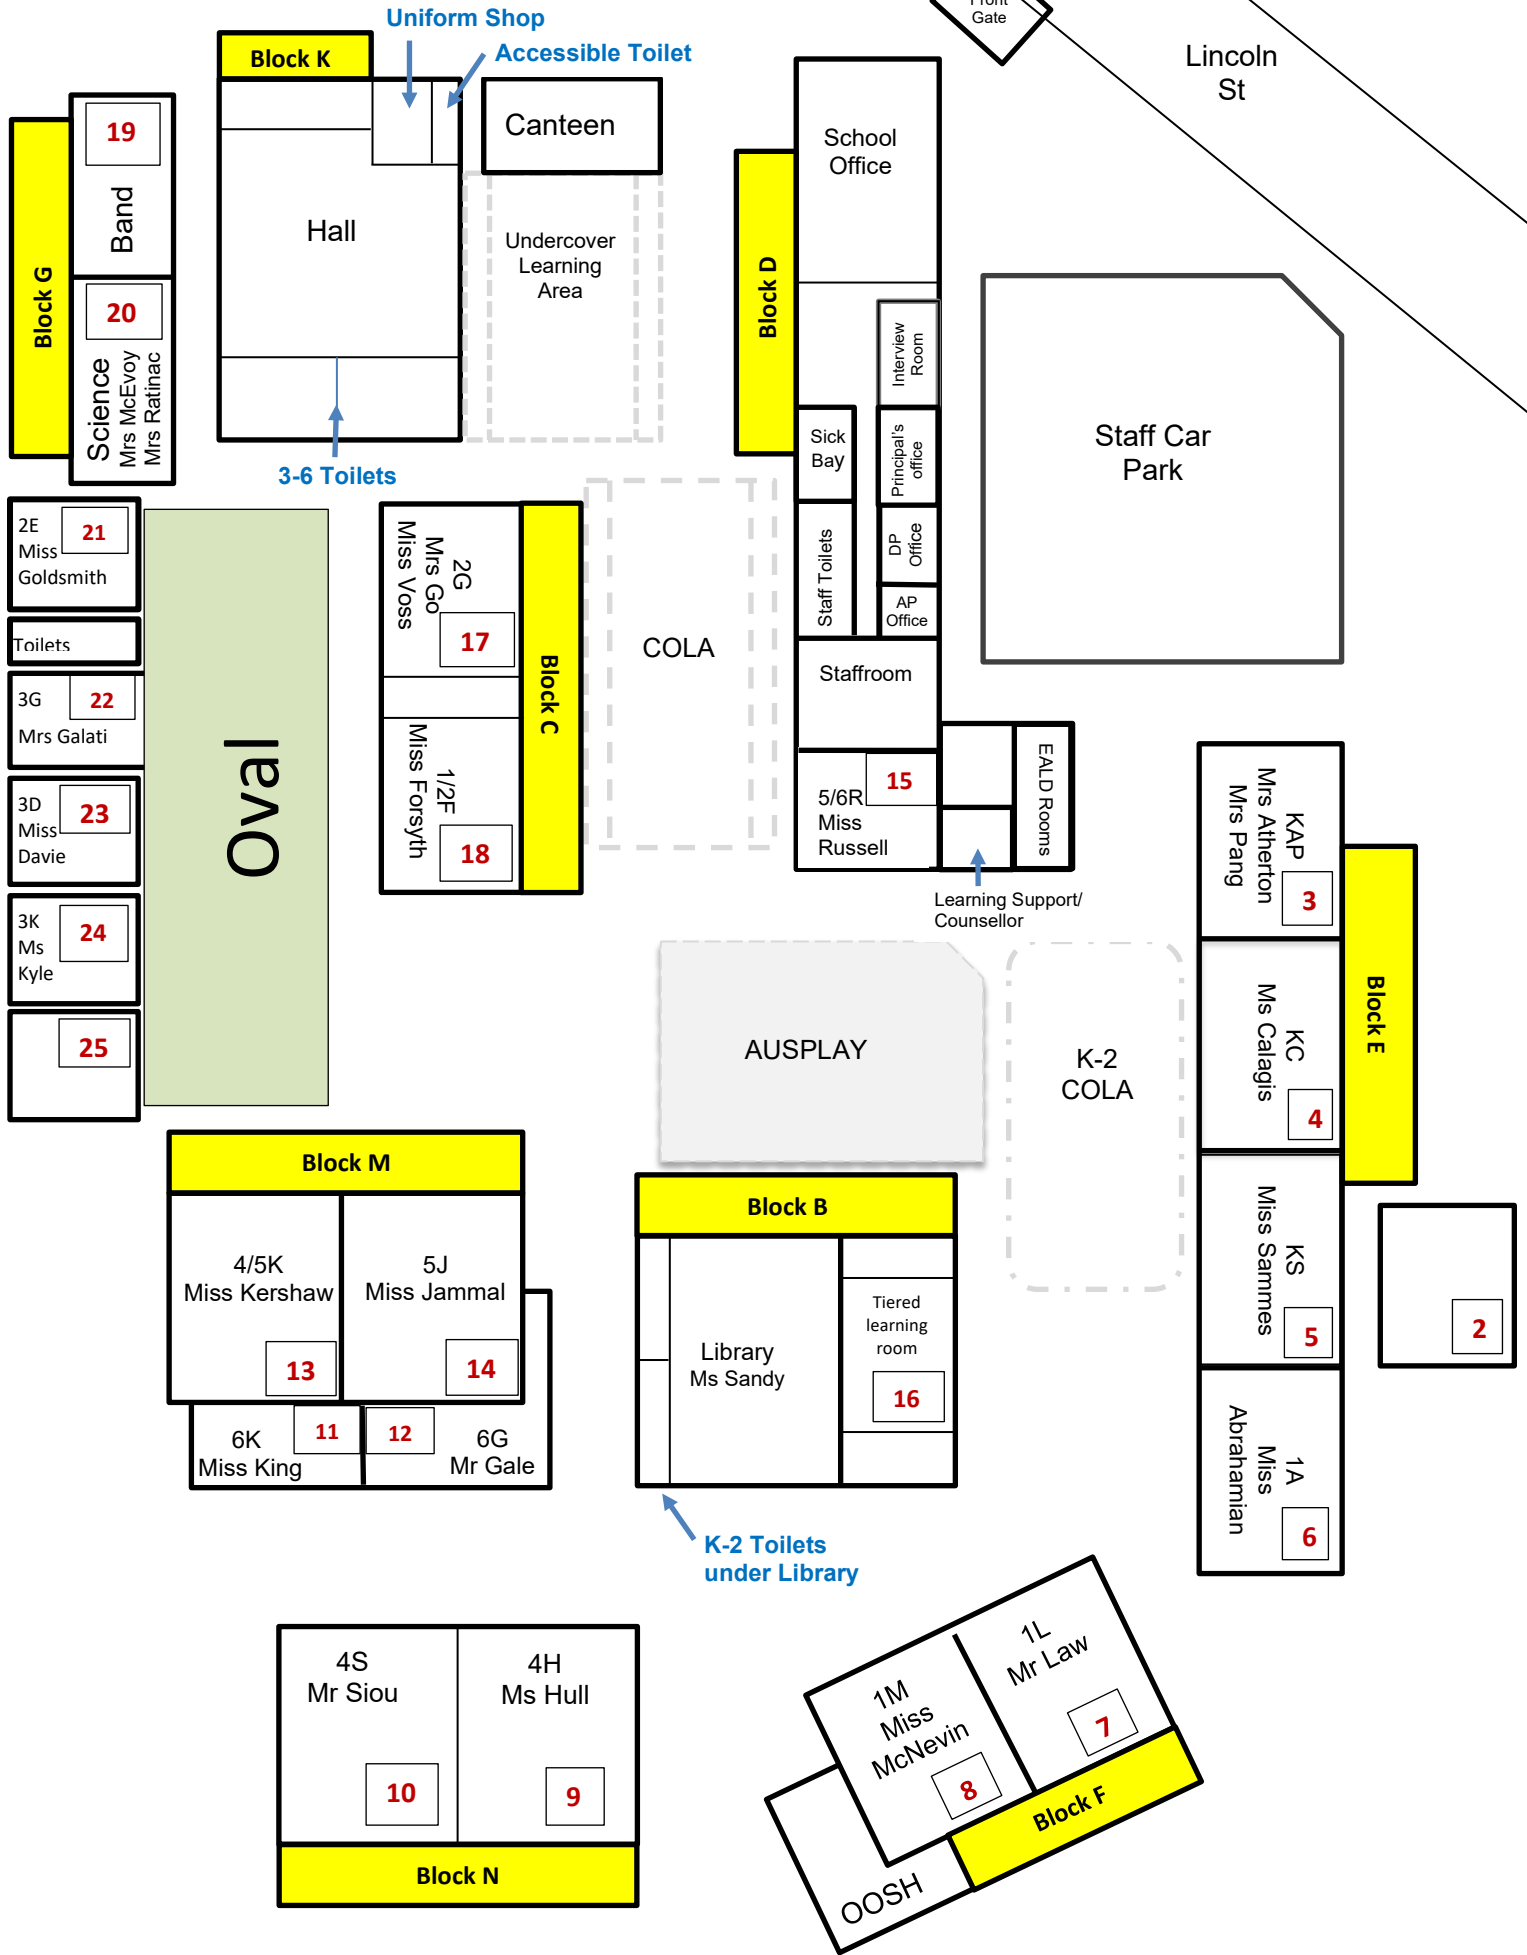 Front
Gate
Lincoln
St
Uniform Shop
Accessible Toilet
Block K
Canteen
Hall
Undercover
Learning
Area
3-6 Toilets
Block G
19
Band
20
Science
Mrs McEvoy
Mrs Ratinac
Block D
School
Office
Interview
Room
Sick
Bay
Principal's
office
Staff Toilets
DP
Office
AP
Office
Staffroom
15
5/6R
Miss
Russell
EALD Rooms
Learning Support/
Counsellor
Staff Car
Park
2E
Miss
Goldsmith
21
Toilets
3G
22
Mrs Galati
3D
Miss
Davie
23
3K
Ms
Kyle
24
25
Oval
2G
Mrs Go
Miss Voss
17
1/2F
Miss Forsyth
18
Block C
COLA
KAP
Mrs Atherton
Mrs Pang
3
KC
Ms Calagis
4
KS
Miss Sammes
5
1A
Miss
Abrahamian
6
Block E
2
AUSPLAY
K-2
COLA
Block M
4/5K
Miss Kershaw
13
5J
Miss Jammal
14
6K
Miss King
11
12
6G
Mr Gale
Block B
Library
Ms Sandy
Tiered
learning
room
16
K-2 Toilets
under Library
4S
Mr Siou
10
4H
Ms Hull
9
Block N
1L
Mr Law
7
1M
Miss
McNevin
8
Block F
OOSH